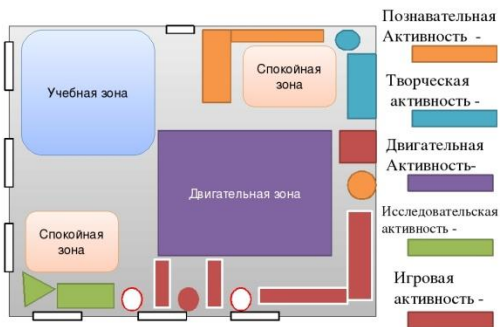 Учебная зона
Спокойная
зона
Двигательная зона
Спокойная
зона
Познавательная
Активность -
Творческая
активность -
Двигательная
Активность-
Исследовательская
активность -
Игровая
активность -